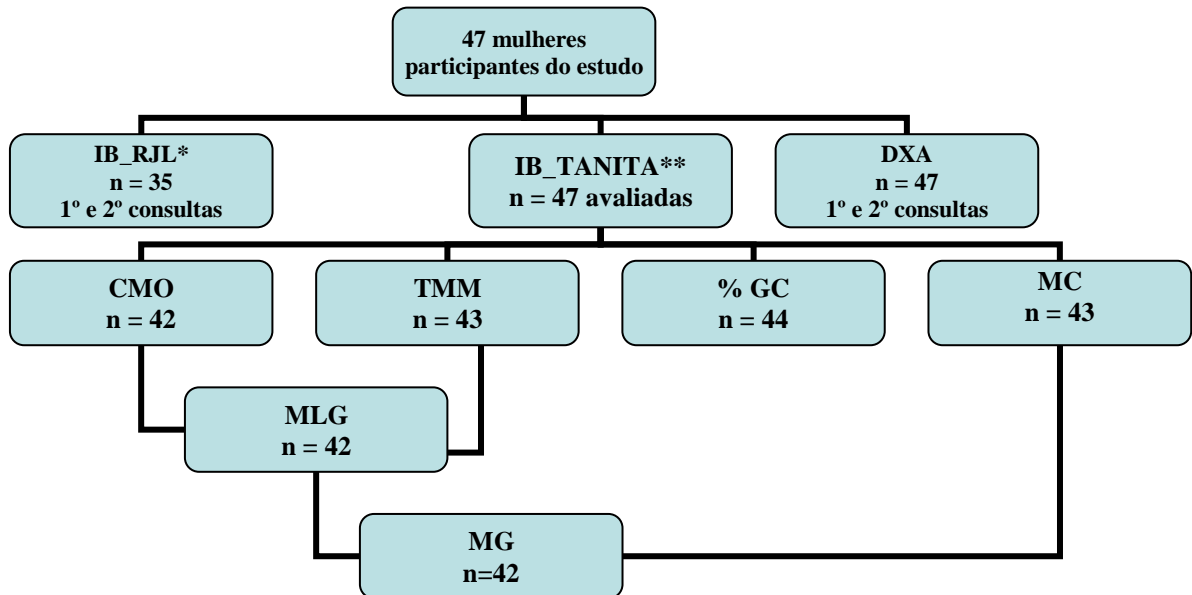 47 mulheres
participantes do estudo
IB_RJL*
n = 35
1º e 2º consultas
IB_TANITA**
n = 47 avaliadas
DXA
n = 47
1º e 2º consultas
CMO
n = 42
TMM
n = 43
% GC
n = 44
MC
n = 43
MLG
n = 42
MG
n=42